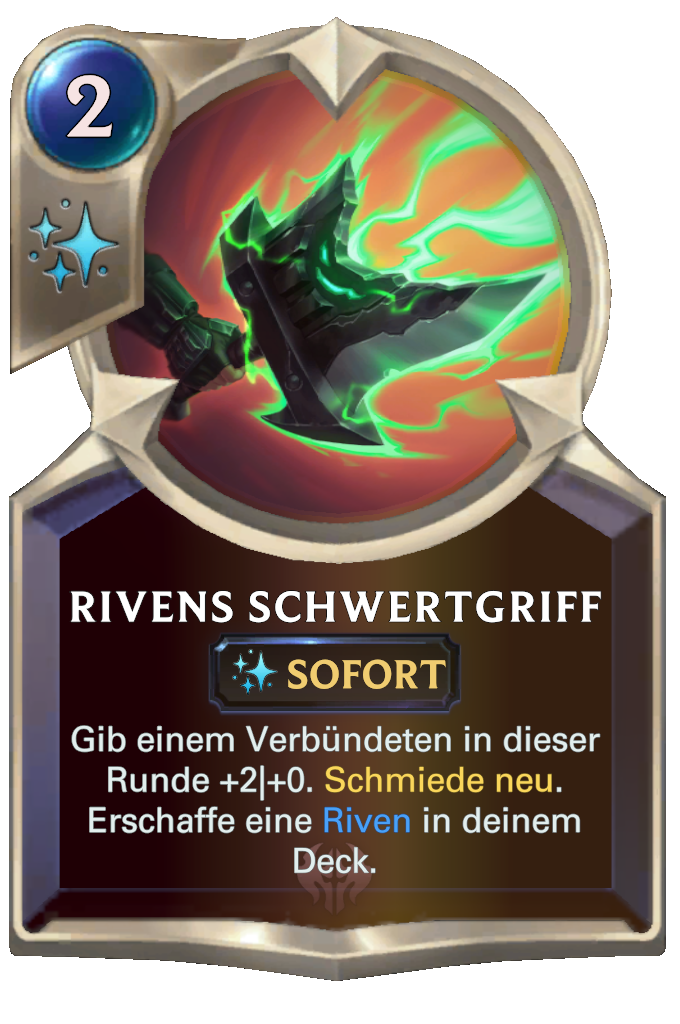 2
RIVENS SCHWERTGRIFF
SOFORT
Gib einem Verbündeten in dieser
Runde +2|+0. Schmiede neu.
Erschaffe eine Riven in deinem
Deck.